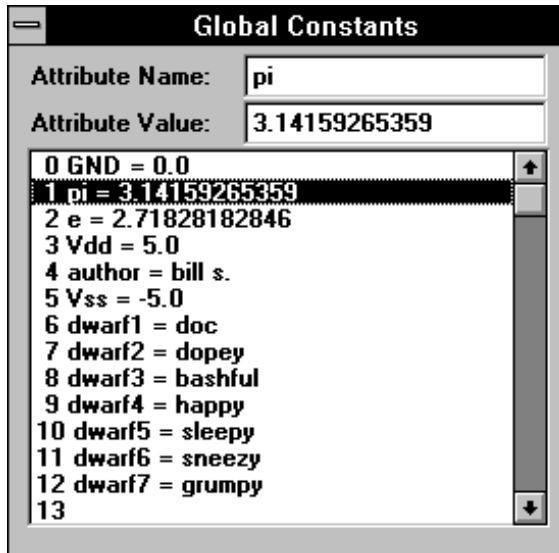 Global Constants
Attribute Name: pi
Attribute Value: 3.14159265359
0 GND = 0.0
1 pi = 3.14159265359
2 e = 2.71828182846
3 Vdd = 5.0
4 author = bill s.
5 Vss = -5.0
6 dwarf1 = doc
7 dwarf2 = dopey
8 dwarf3 = bashful
9 dwarf4 = happy
10 dwarf5 = sleepy
11 dwarf6 = sneezy
12 dwarf7 = grumpy
13